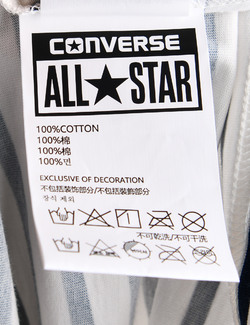 CONVERSE
ALL★STAR
100%COTTON
100%棉
100%棉
100%면
EXCLUSIVE OF DECORATION
不包括装饰部分/不包括裝飾部分
장식 제외
不可乾洗/不可干洗